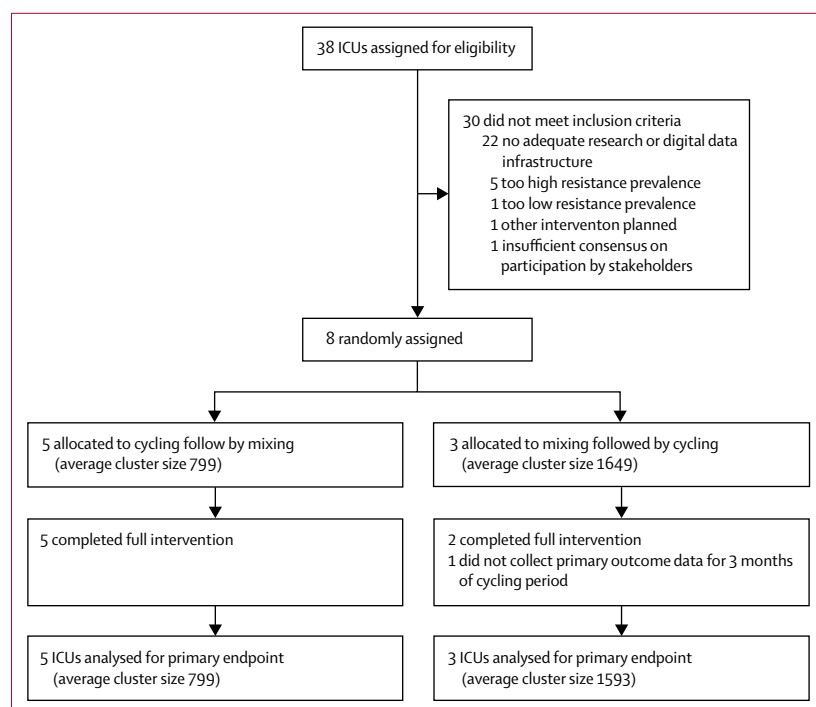 38 ICUs assigned for eligibility
30 did not meet inclusion criteria
22 no adequate research or digital data
infrastructure
5 too high resistance prevalence
1 too low resistance prevalence
1 other interventon planned
1 insufficient consensus on
participation by stakeholders
8 randomly assigned
5 allocated to cycling follow by mixing
(average cluster size 799)
3 allocated to mixing followed by cycling
(average cluster size 1649)
5 completed full intervention
2 completed full intervention
1 did not collect primary outcome data for 3 months
of cycling period
5 ICUs analysed for primary endpoint
(average cluster size 799)
3 ICUs analysed for primary endpoint
(average cluster size 1593)